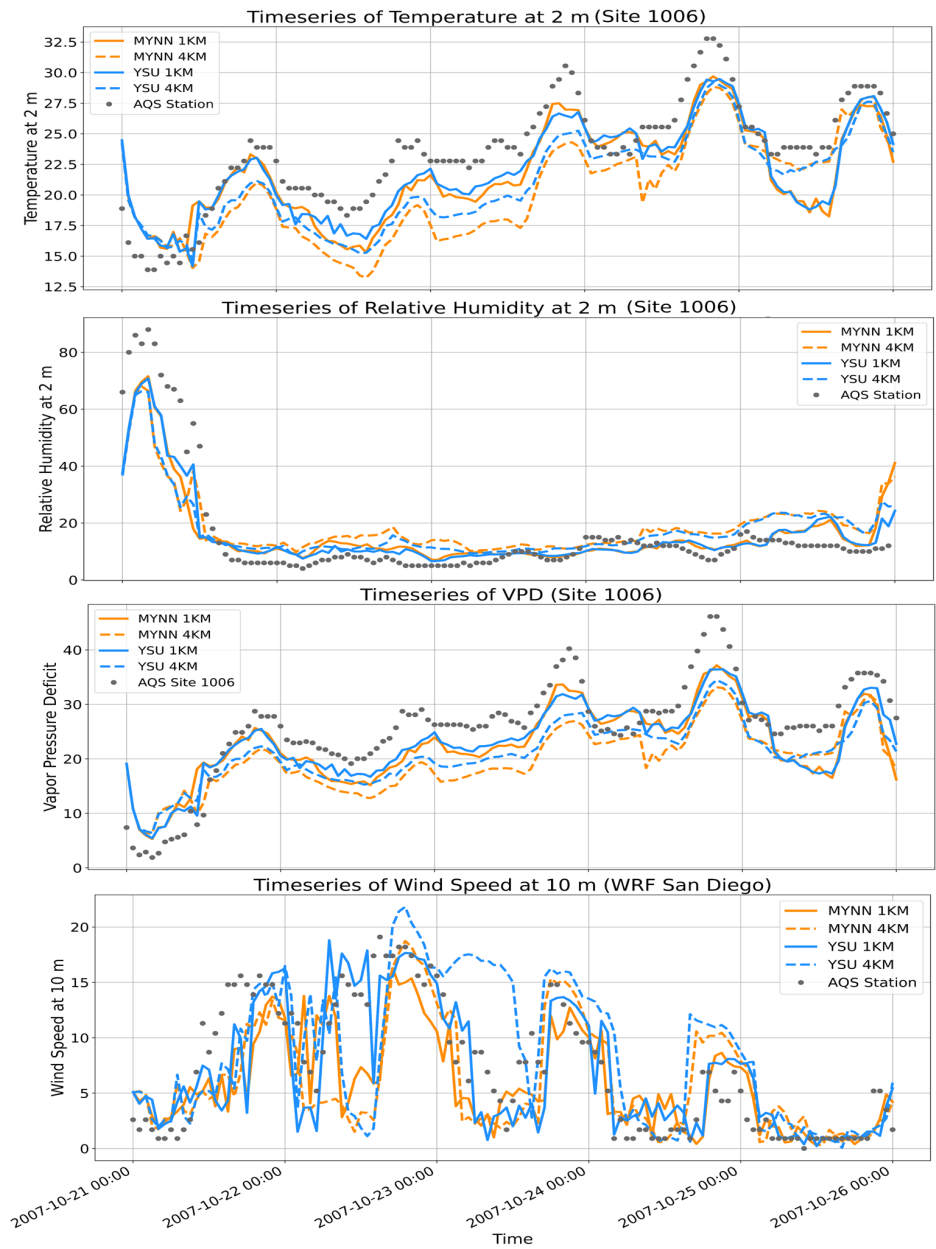 Timeseries of Temperature at 2 m (Site 1006)
Temperature at 2 m
32.5
30.0
27.5
25.0
22.5
20.0
17.5
15.0
12.5
MYNN 1KM
MYNN 4KM
YSU 1KM
YSU 4KM
AQS Station
Timeseries of Relative Humidity at 2 m (Site 1006)
Relative Humidity at 2 m
80
60
40
20
0
MYNN 1KM
MYNN 4KM
YSU 1KM
YSU 4KM
AQS Station
Timeseries of VPD (Site 1006)
Vapor Pressure Deficit
40
30
20
10
0
MYNN 1KM
MYNN 4KM
YSU 1KM
YSU 4KM
AQS Site 1006
Timeseries of Wind Speed at 10 m (WRF San Diego)
Wind Speed at 10 m
20
15
10
5
0
MYNN 1KM
MYNN 4KM
YSU 1KM
YSU 4KM
AQS Station
2007-10-21 00:00
2007-10-22 00:00
2007-10-23 00:00
2007-10-24 00:00
2007-10-25 00:00
2007-10-26 00:00
Time